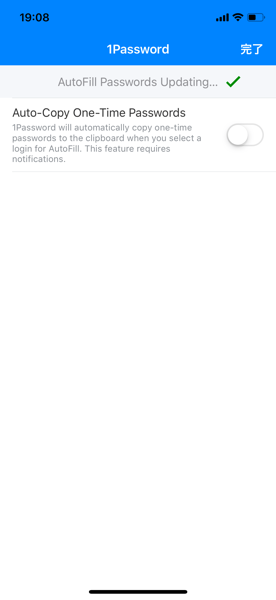 19:08
1Password
完了
AutoFill Passwords Updating...
Auto-Copy One-Time Passwords
1Password will automatically copy one-time
passwords to the clipboard when you select a
login for AutoFill. This feature requires
notifications.